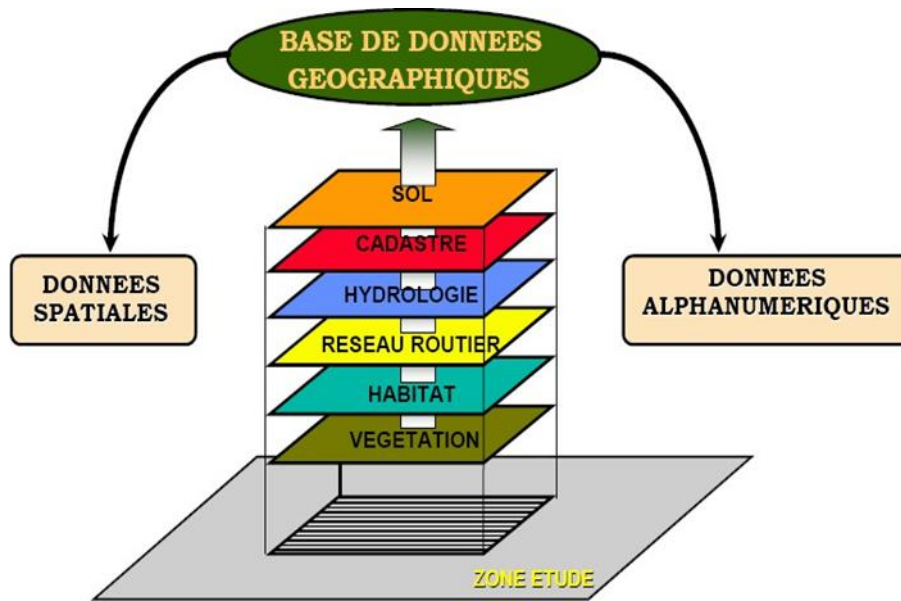 BASE DE DONNEES
GEOGRAPHIQUES
SOL
CADASTRE
HYDROLOGIE
RESEAU ROUTIER
HABITAT
VEGETATION
DONNEES
SPATIALES
DONNEES
ALPHANUMERIQUES
ZONE ETUDE